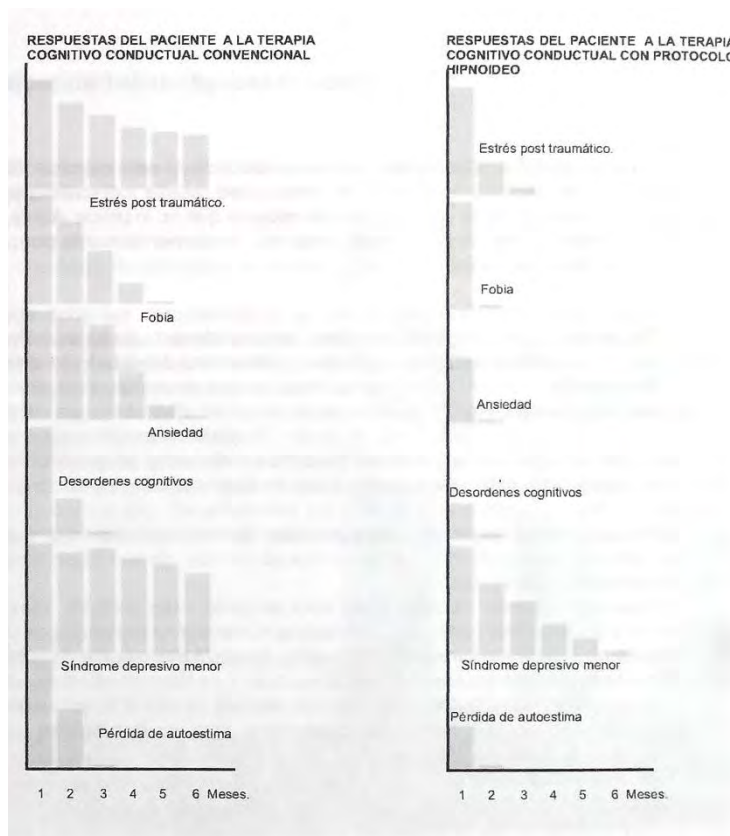 RESPUESTAS DEL PACIENTE A LA TERAPIA
COGNITIVO CONDUCTUAL CONVENCIONAL
Estrés post traumático.
Fobia
Ansiedad
Desordenes cognitivos
Síndrome depresivo menor
Pérdida de autoestima
1 2 3 4 5 6 Meses.
RESPUESTAS DEL PACIENTE A LA TERAPIA
COGNITIVO CONDUCTUAL CON PROTOCOLO
HIPNOIDEO
Estrés post traumático.
Fobia
Ansiedad
Desordenes cognitivos
Síndrome depresivo menor
Pérdida de autoestima
1 2 3 4 5 6 Meses.